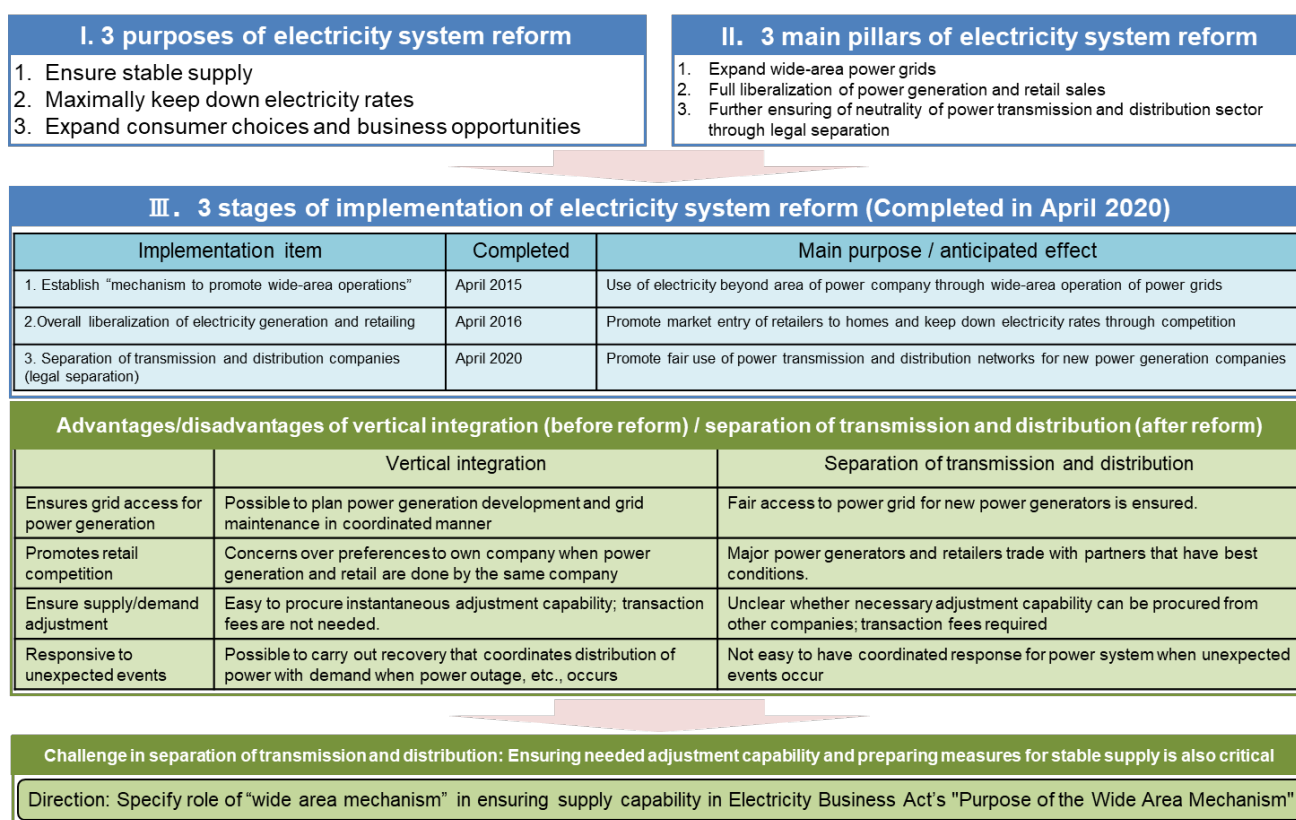 I. 3 purposes of electricity system reform
1. Ensure stable supply
2. Maximally keep down electricity rates
3. Expand consumer choices and business opportunities
II. 3 main pillars of electricity system reform
1. Expand wide-area power grids
2. Full liberalization of power generation and retail sales
3. Further ensuring of neutrality of power transmission and distribution sector
through legal separation
Ⅲ. 3 stages of implementation of electricity system reform (Completed in April 2020)
Implementation item
Completed
Main purpose / anticipated effect
1. Establish “mechanism to promote wide-area operations”
April 2015
Use of electricity beyond area of power company through wide-area operation of power grids
2.Overall liberalization of electricity generation and retailing
April 2016
Promote market entry of retailers to homes and keep down electricity rates through competition
3. Separation of transmission and distribution companies
(legal separation)
April 2020
Promote fair use of power transmission and distribution networks for new power generation companies
Advantages/disadvantages of vertical integration (before reform) / separation of transmission and distribution (after reform)
Vertical integration
Separation of transmission and distribution
Ensures grid access for
power generation
Possible to plan power generation development and grid
maintenance in coordinated manner
Fair access to power grid for new power generators is ensured.
Promotes retail
competition
Concerns over preferences to own company when power
generation and retail are done by the same company
Major power generators and retailers trade with partners that have best
conditions.
Ensure supply/demand
adjustment
Easy to procure instantaneous adjustment capability; transaction
fees are not needed.
Unclear whether necessary adjustment capability can be procured from
other companies; transaction fees required
Responsive to
unexpected events
Possible to carry out recovery that coordinates distribution of
power with demand when power outage, etc., occurs
Not easy to have coordinated response for power system when unexpected
events occur
Challenge in separation of transmission and distribution: Ensuring needed adjustment capability and preparing measures for stable supply is also critical
Direction: Specify role of “wide area mechanism” in ensuring supply capability in Electricity Business Act’s "Purpose of the Wide Area Mechanism"